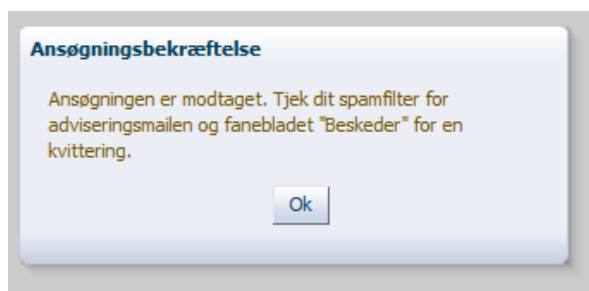 Ansøgningsbekræftelse
Ansøgningen er modtaget. Tjek dit spamfilter for
adviseringsmailen og fanebladet "Beskeder" for en
kvittering.
Ok